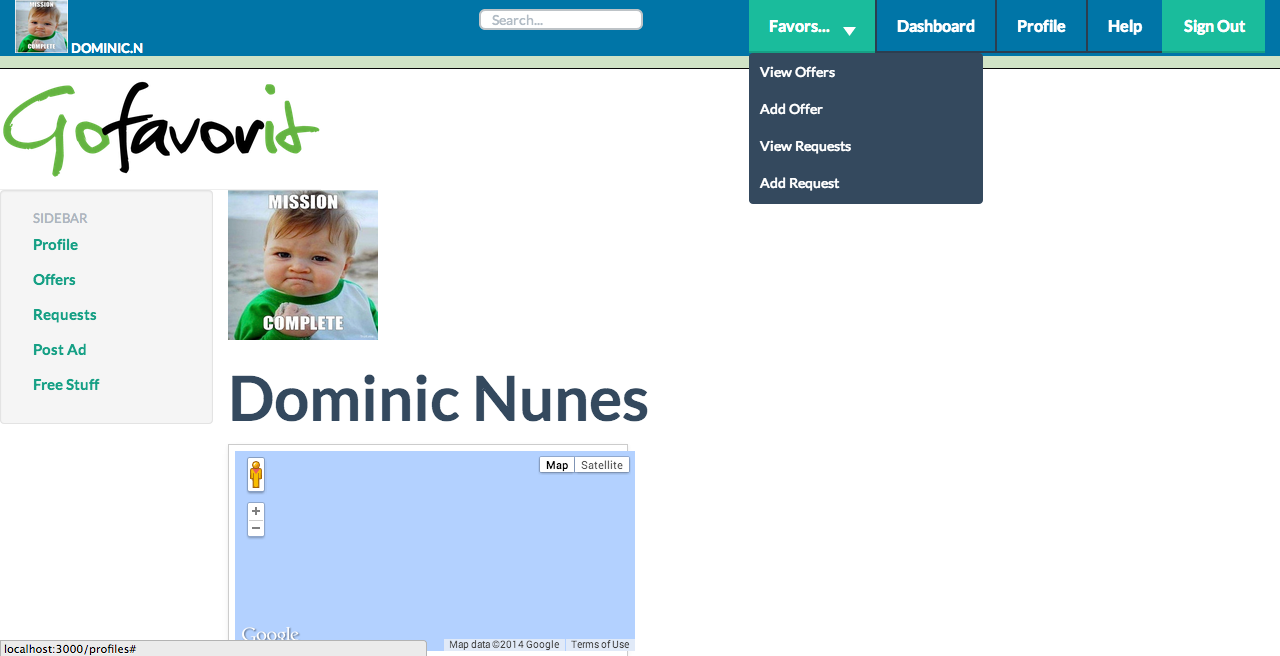 MISSION
COMPLETE
DOMINIC.N
Search...
Favors...
Dashboard
Profile
Help
Sign Out
View Offers
Add Offer
View Requests
Add Request
Gofavorit
SIDEBAR
Profile
Offers
Requests
Post Ad
Free Stuff
MISSION
COMPLETE
Dominic Nunes
Map
Satellite
+
−
Google
Map data ©2014 Google
Terms of Use
localhost:3000/profiles#